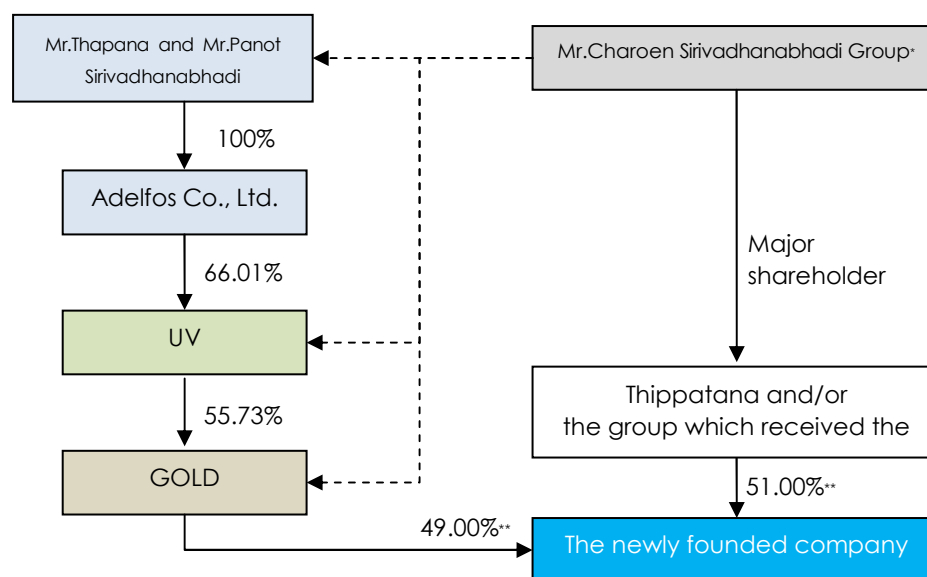 Mr.Thapana and Mr.Panot
Sirivadhanabhadi
Mr.Charoen Sirivadhanabhadi Group*
100%
Adelfos Co., Ltd.
66.01%
Major
shareholder
UV
55.73%
Thippatana and/or
the group which received the
GOLD
51.00%**
49.00%**
The newly founded company